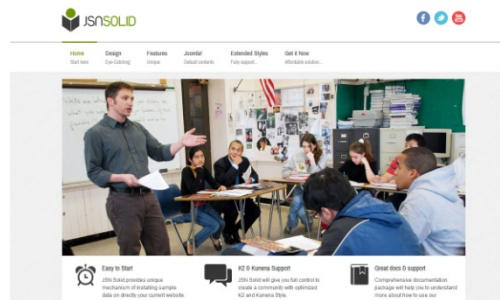 JSNSOLID
Home
Start here
Design
Eye-Catching
Features
Unique
Joomla!
Default contents
Extended Styles
Fully support...
Get it Now
Affordable solution...
Easy to Start
JSN Solid provides unique
mechanism of installing sample
data on directly your current website.
K2 & Kunena Support
JSN Solid will give you full control to
create a community with optimized
K2 and Kunena Style.
Great docs & support
Comprehensive documentation
package will help you to understand
more about how to use our